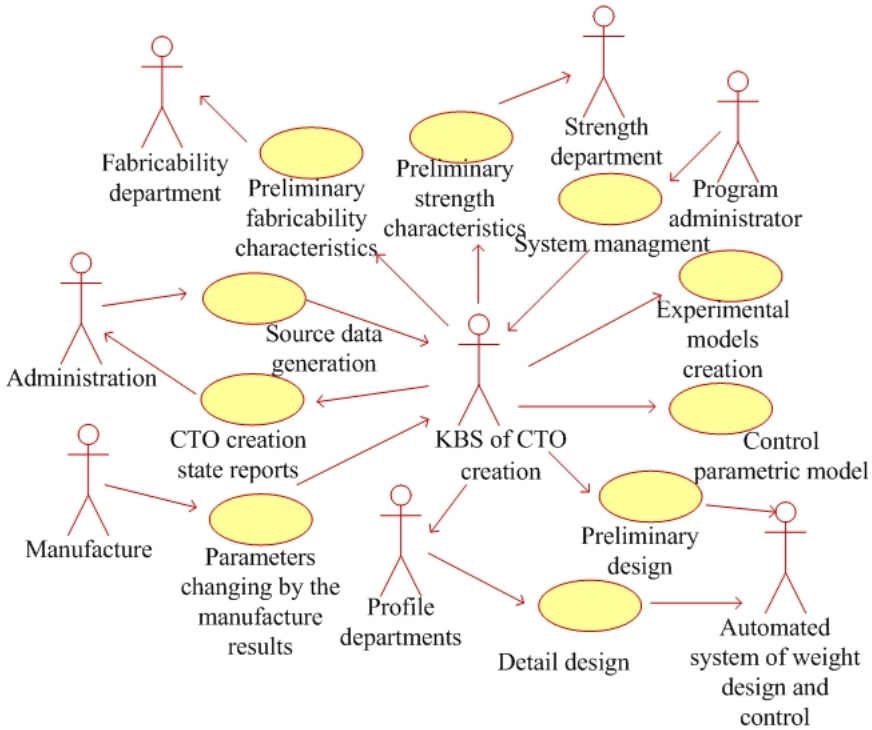 Strength
department
Fabricability
department
Preliminary
fabricability
characteristics
Preliminary
strength
characteristics
Program
administrator
System managment
Experimental
models
creation
Source data
generation
Administration
CTO creation
state reports
KBS of CTO
creation
Control
parametric model
Manufacture
Parameters
changing by the
manufacture
results
Profile
departments
Preliminary
design
Detail design
Automated
system of weight
design and
control